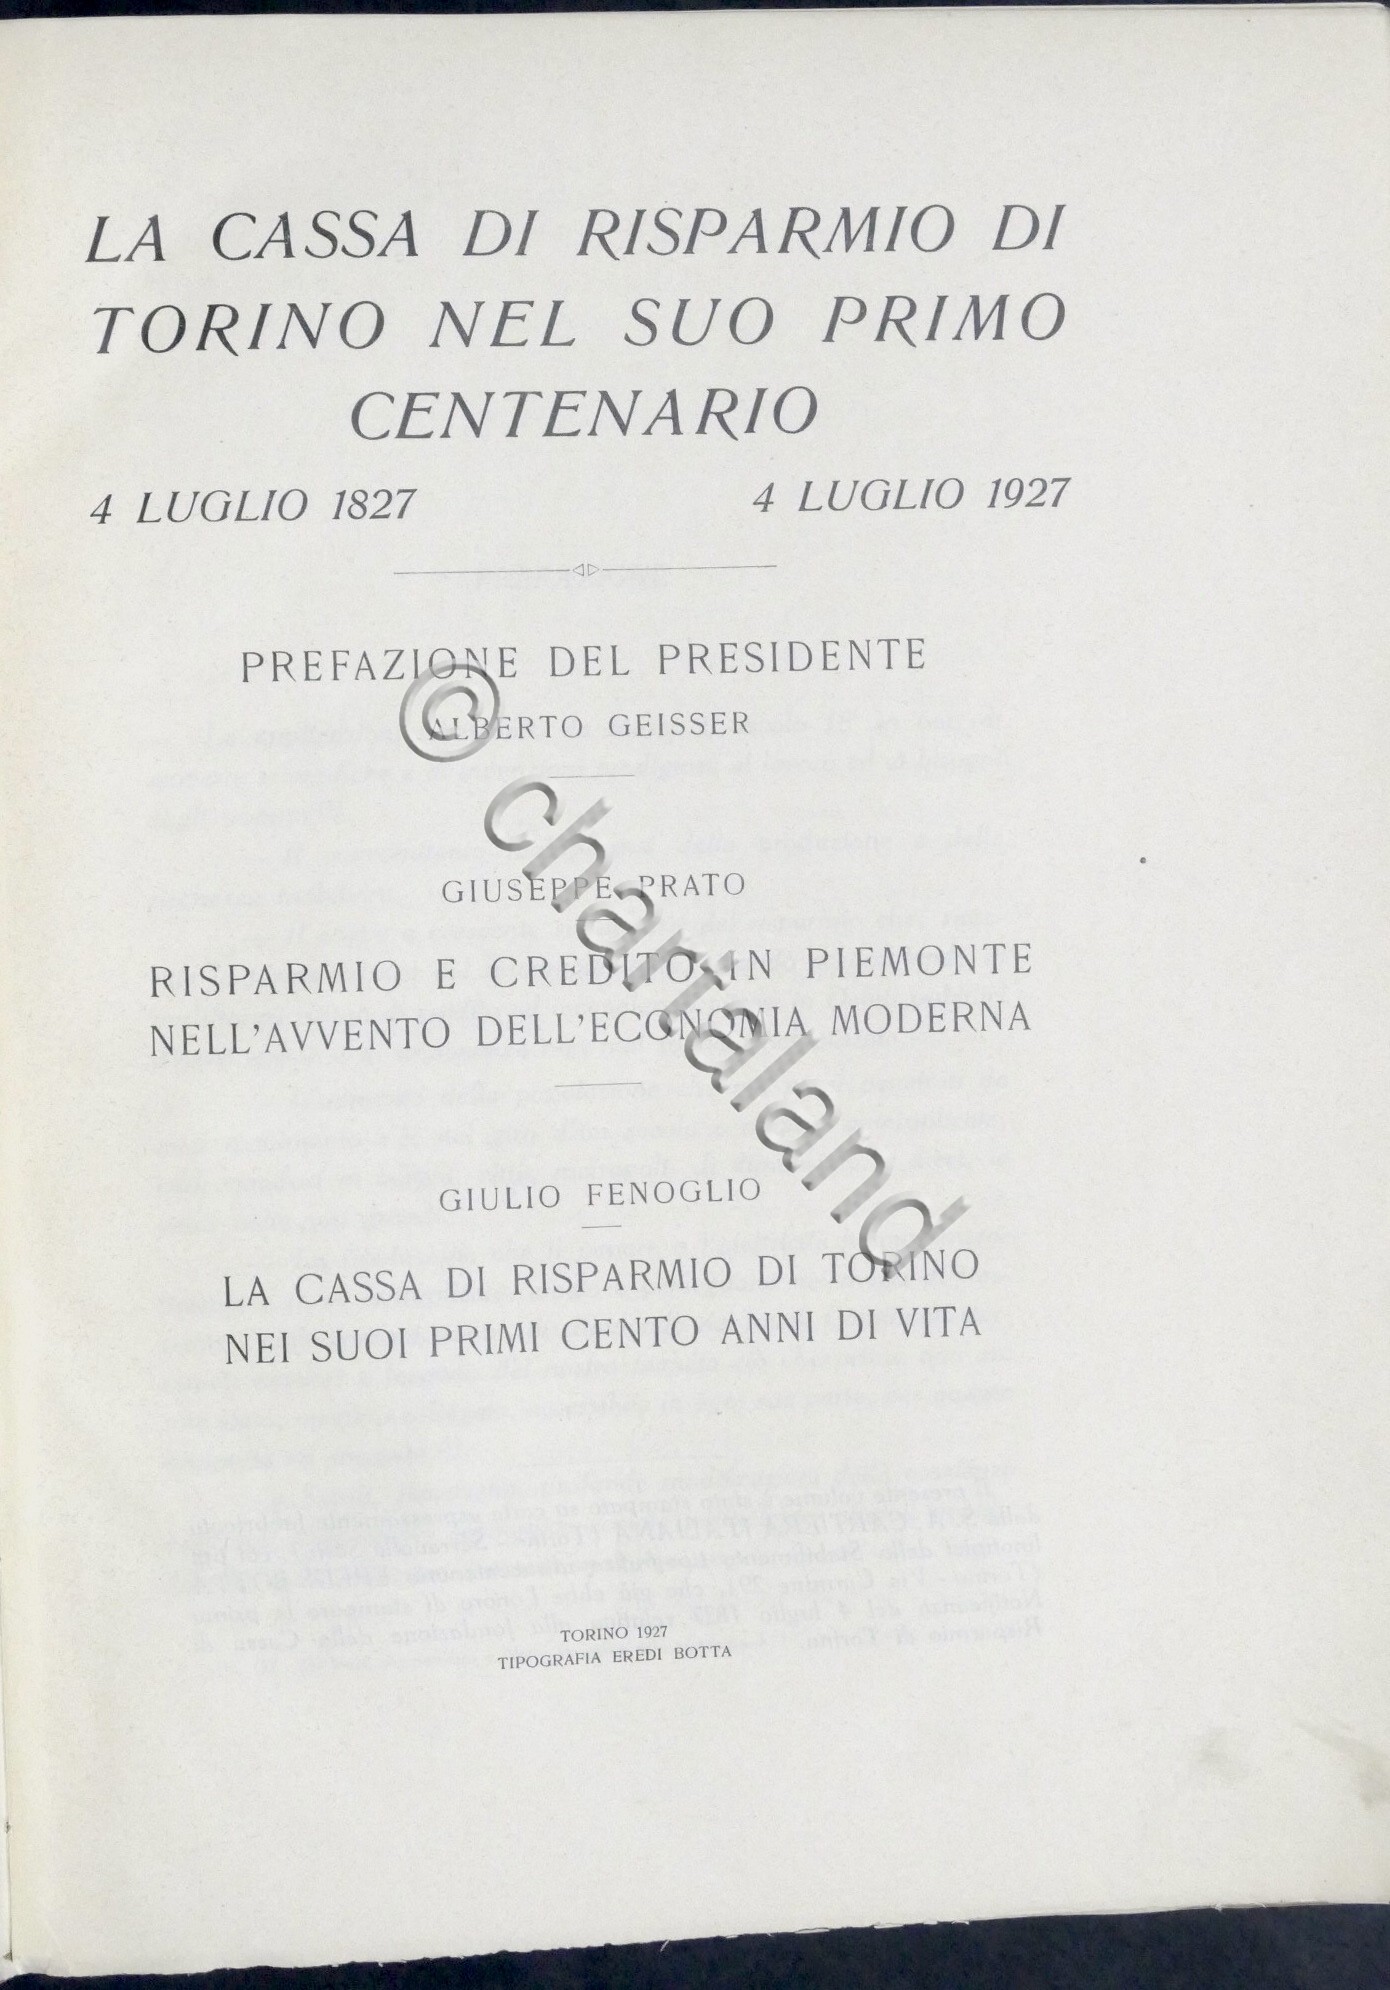 LA CASSA DI RISPARMIO DI
TORINO NEL SUO PRIMO
CENTENARIO
4 LUGLIO 1827 4 LUGLIO 1927
PREFAZIONE DEL PRESIDENTE
ALBERTO GEISSER
GIUSEPPE PRATO
RISPARMIO E CREDITO IN PIEMONTE
NELL'AVVENTO DELL'ECONOMIA MODERNA
GIULIO FENOGLIO
LA CASSA DI RISPARMIO DI TORINO
NEI SUOI PRIMI CENTO ANNI DI VITA
TORINO 1927
TIPOGRAFIA EREDI BOTTA
© chartaland